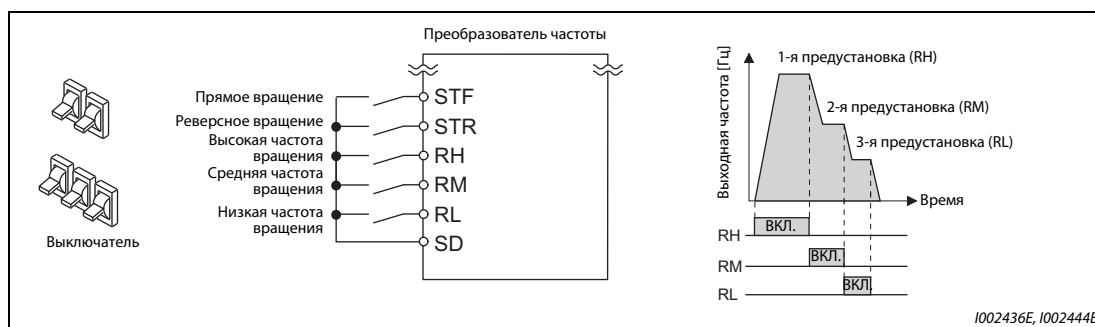 Преобразователь частоты
Прямое вращение
STF
Реверсное вращение
STR
Высокая частота
вращения
RH
Средняя частота
вращения
RM
Низкая частота
вращения
RL
SD
Выключатель
Выходная частота [Гц]
1-я предустановка (RH)
2-я предустановка (RM)
3-я предустановка (RL)
Время
RH
ВКЛ.
RM
ВКЛ.
RL
ВКЛ.
I002436E, I002444E